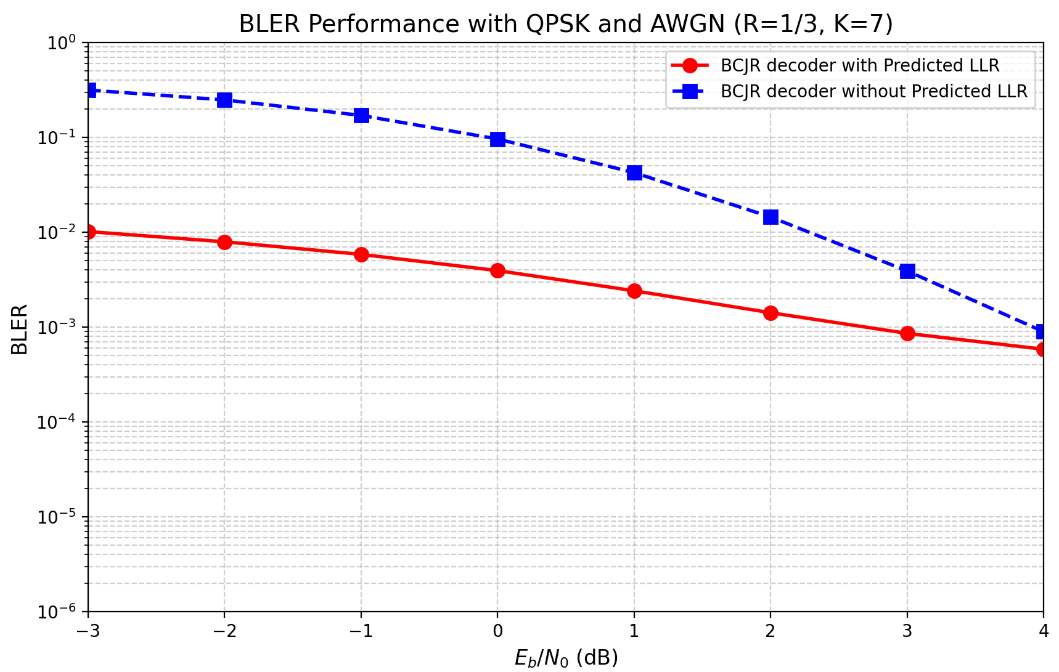 BLER Performance with QPSK and AWGN (R=1/3, K=7)
BCJR decoder with Predicted LLR
BCJR decoder without Predicted LLR
BLER
10⁰
10⁻¹
10⁻²
10⁻³
10⁻⁴
10⁻⁵
10⁻⁶
−3 −2 −1 0 1 2 3 4
E_b/N_0 (dB)